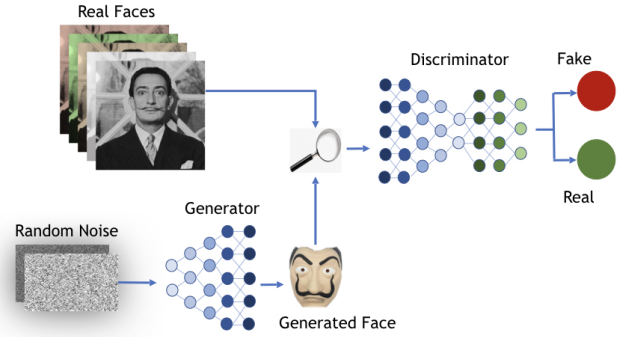 Real Faces
Discriminator
Fake
Real
Generator
Random Noise
Generated Face